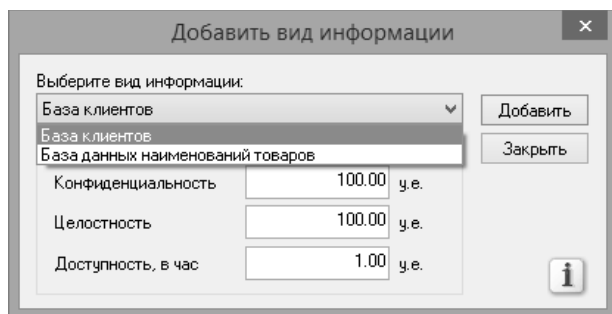 Добавить вид информации
Выберите вид информации:
База клиентов
Добавить
База клиентов
База данных наименований товаров
Закрыть
Конфиденциальность 100.00 у.е.
Целостность 100.00 у.е.
Доступность, в час 1.00 у.е.